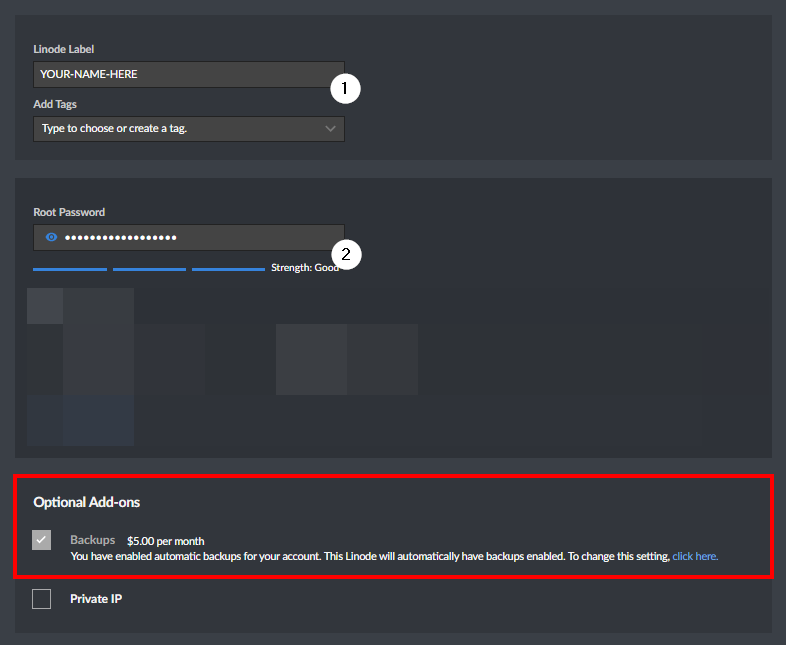 Linode Label
YOUR-NAME-HERE
1
Add Tags
Type to choose or create a tag.
Root Password
••••••••••••••••••
2
Strength: Good
Optional Add-ons
Backups $5.00 per month
You have enabled automatic backups for your account. This Linode will automatically have backups enabled. To change this setting, click here.
Private IP